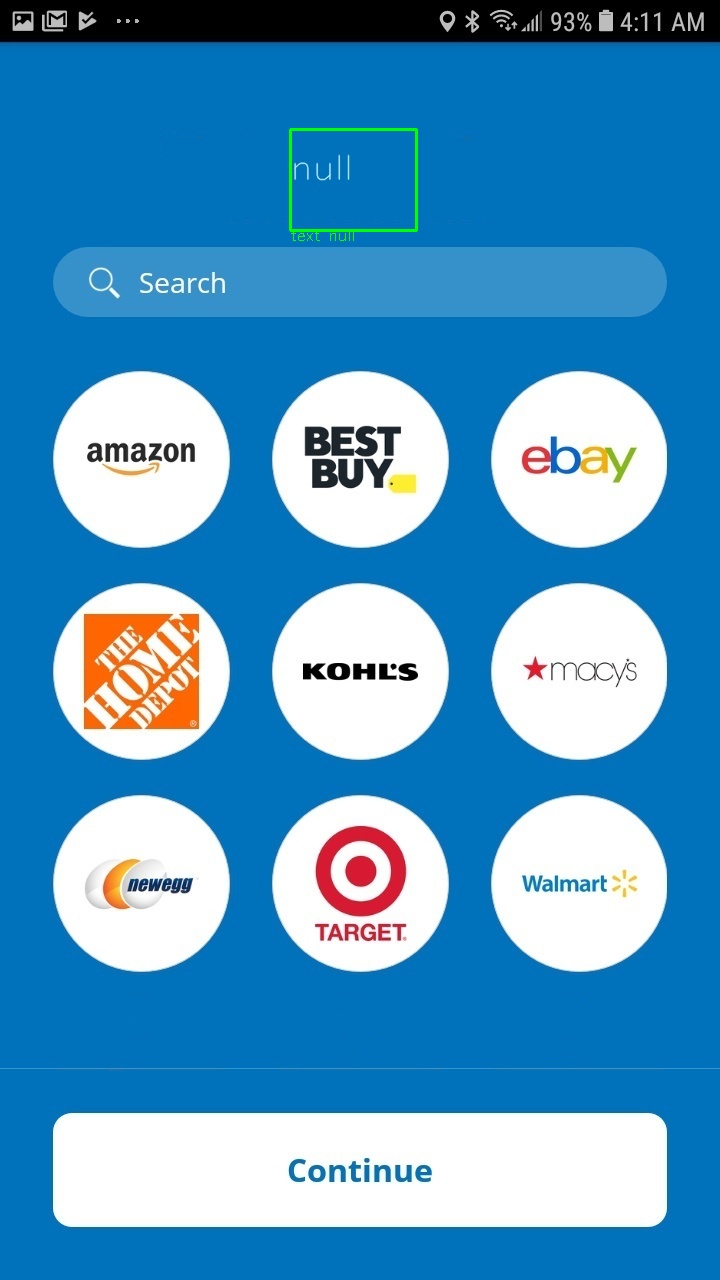 93% 4:11 AM
null
text null
Search
amazon
BEST
BUY
ebay
THE
HOME
DEPOT
KOHL'S
macy's
newegg
TARGET
Walmart
Continue